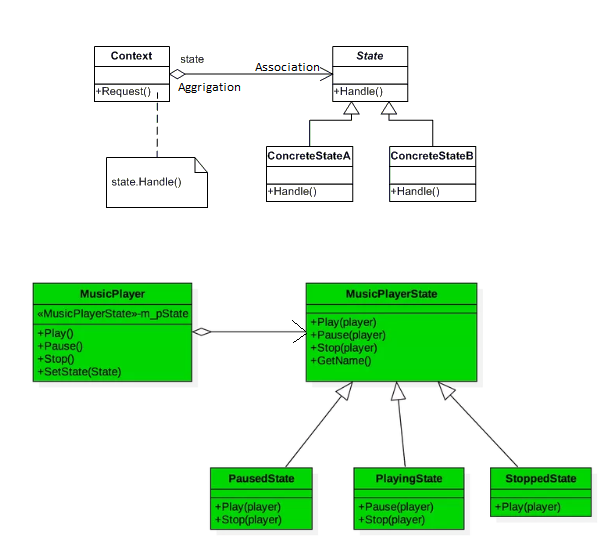 Context
state
+Request()
Aggrigation
Association
State
+Handle()
state.Handle()
ConcreteStateA
+Handle()
ConcreteStateB
+Handle()
MusicPlayer
«MusicPlayerState»-m_pState
+Play()
+Pause()
+Stop()
+SetState(State)
MusicPlayerState
+Play(player)
+Pause(player)
+Stop(player)
+GetName()
PausedState
+Play(player)
+Stop(player)
PlayingState
+Pause(player)
+Stop(player)
StoppedState
+Play(player)